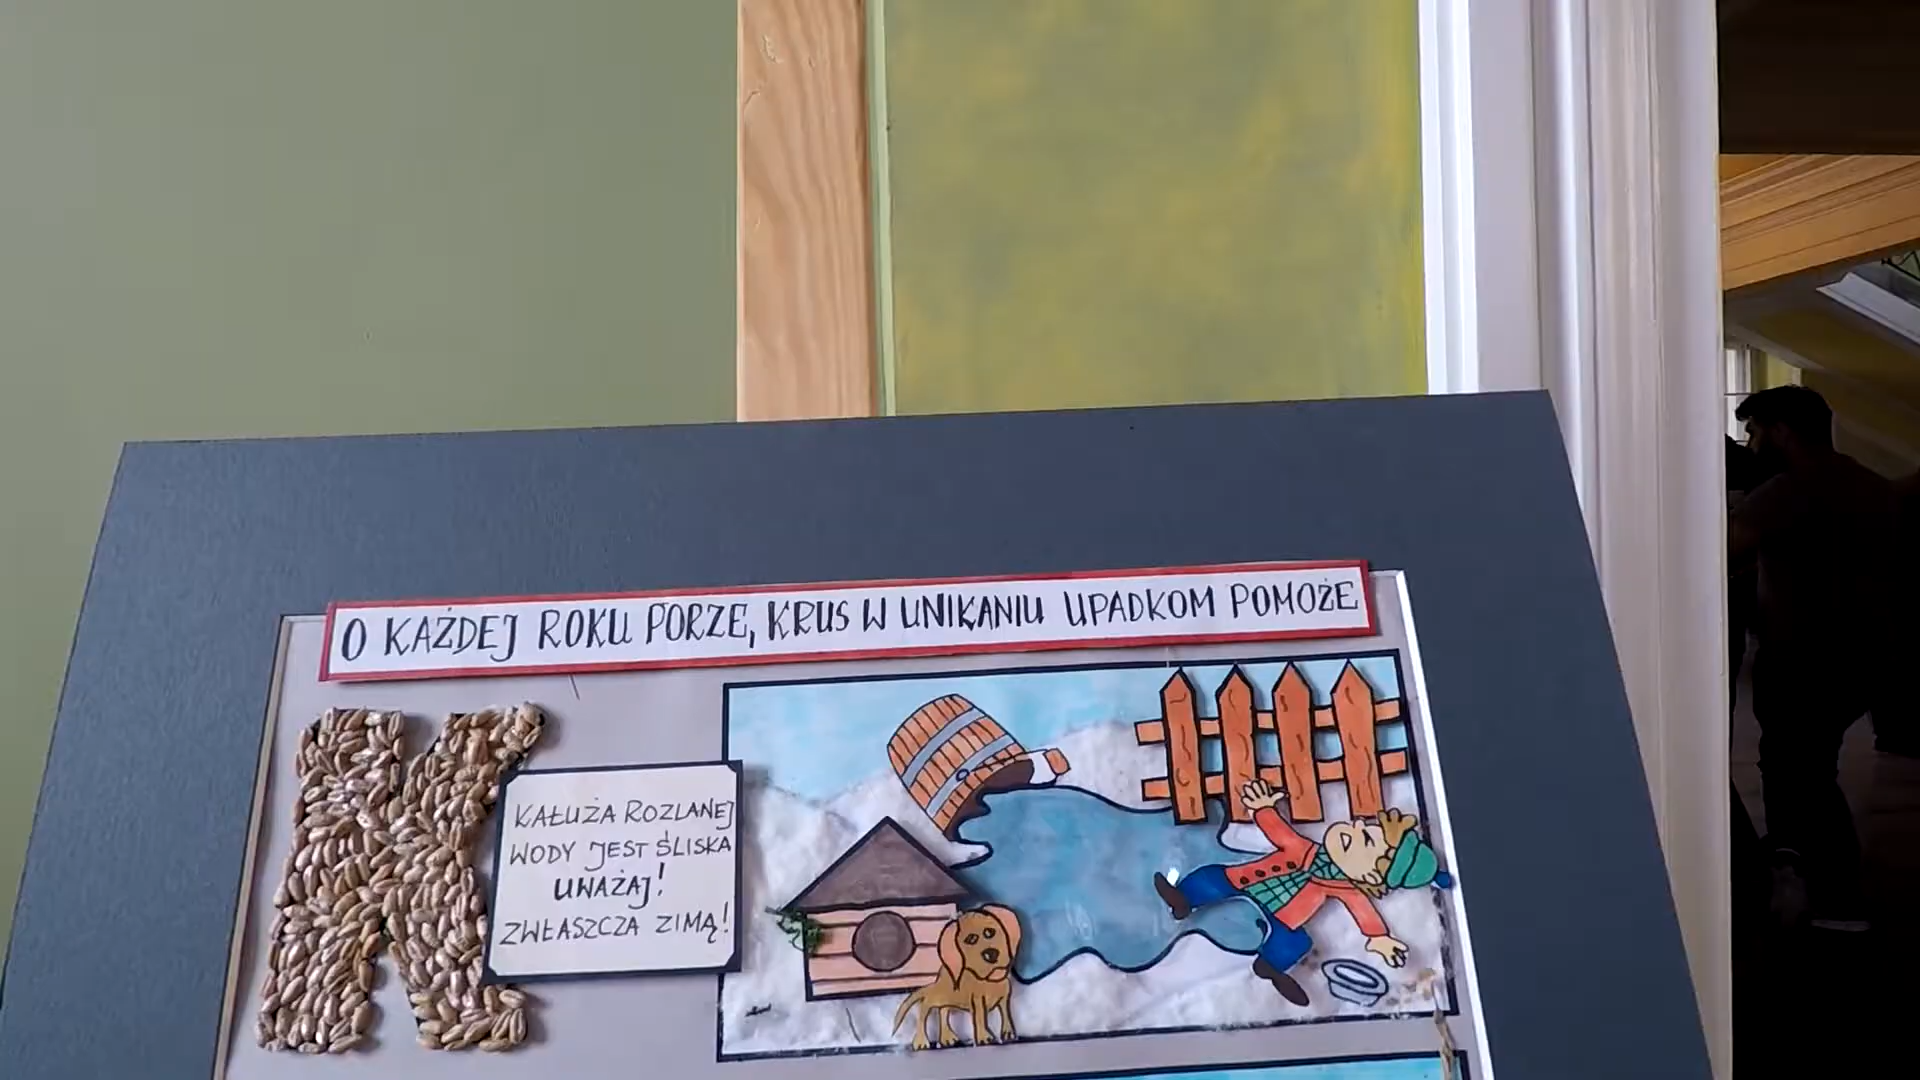 O KAŻDEJ ROKU PORZE, KRUS W UNIKANIU UPADKOM POMOŻE
K
KAŁUŻA ROZLANEJ
WODY JEST ŚLISKA
UWAŻAJ!
ZWŁASZCZA ZIMĄ!